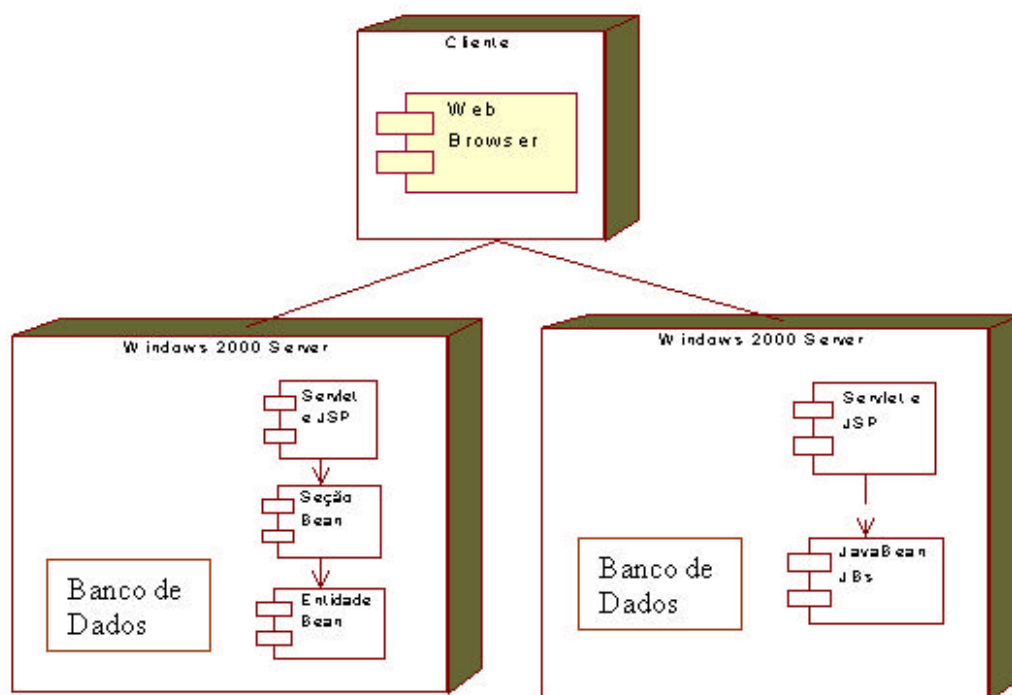 Cliente
Web
Browser
Windows 2000 Server
Servlet
e JSP
Seção
Bean
Entidade
Bean
Banco de
Dados
Windows 2000 Server
Servlet e
JSP
JavaBean
JBs
Banco de
Dados